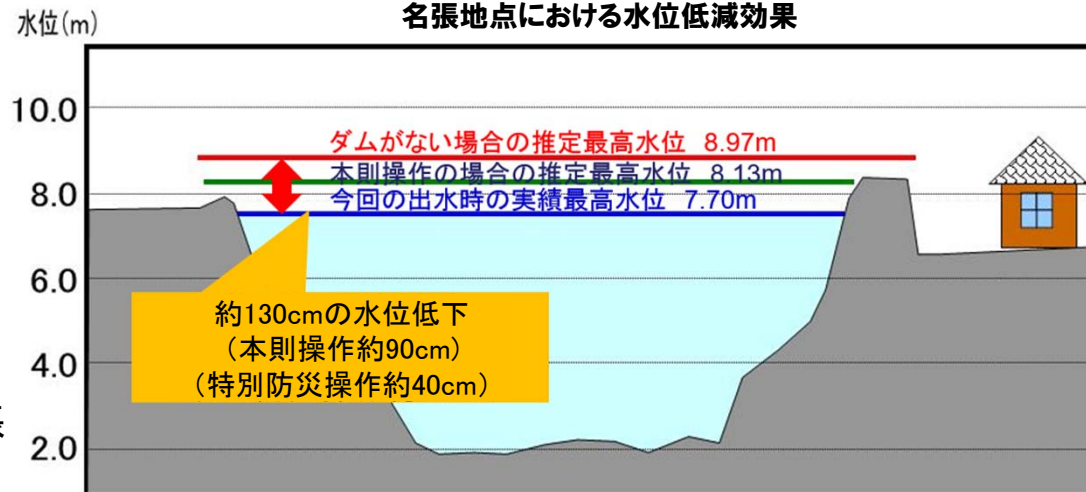 名張地点における水位低減効果
水位(m)
10.0
ダムがない場合の推定最高水位 8.97m
本則操作の場合の推定最高水位 8.13m
8.0
今回の出水時の実績最高水位 7.70m
6.0
約130cmの水位低下
（本則操作約90cm）
（特別防災操作約40cm）
4.0
2.0